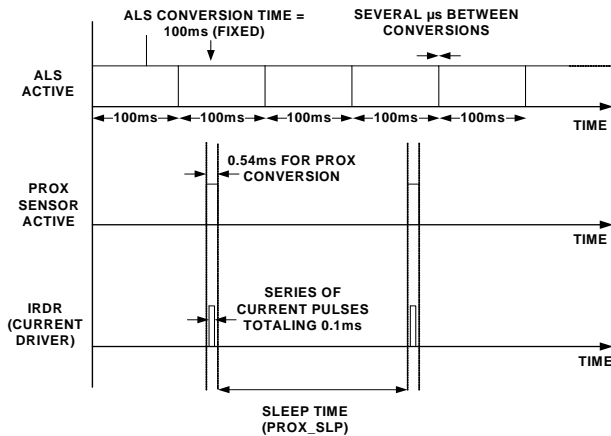 ALS CONVERSION TIME =
100ms (FIXED)
SEVERAL µs BETWEEN
CONVERSIONS
ALS
ACTIVE
100ms
100ms
100ms
100ms
100ms
TIME
0.54ms FOR PROX
CONVERSION
PROX
SENSOR
ACTIVE
TIME
SERIES OF
CURRENT PULSES
TOTALING 0.1ms
IRDR
(CURRENT
DRIVER)
TIME
SLEEP TIME
(PROX_SLP)